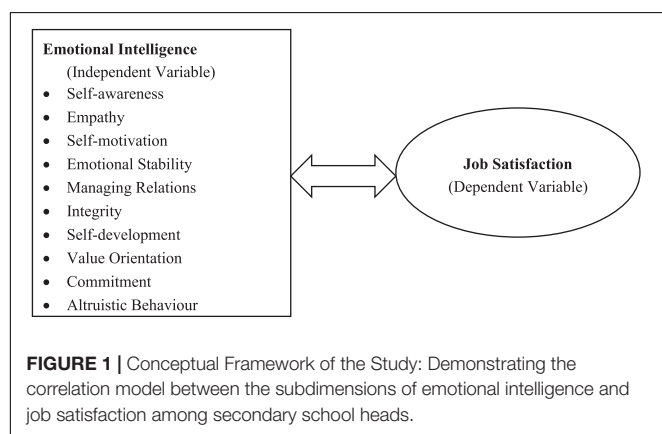 Emotional Intelligence
(Independent Variable)
• Self-awareness
• Empathy
• Self-motivation
• Emotional Stability
• Managing Relations
• Integrity
• Self-development
• Value Orientation
• Commitment
• Altruistic Behaviour
Job Satisfaction
(Dependent Variable)
FIGURE 1 | Conceptual Framework of the Study: Demonstrating the
correlation model between the subdimensions of emotional intelligence and
job satisfaction among secondary school heads.